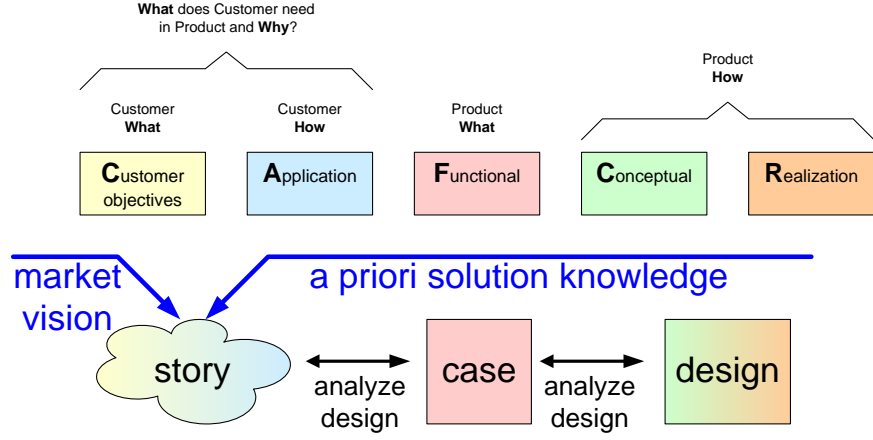 What does Customer need
in Product and Why?
Product
How
Customer
What
Customer
How
Product
What
Customer
objectives
Application
Functional
Conceptual
Realization
market
vision
a priori solution knowledge
story
analyze
design
case
analyze
design
design